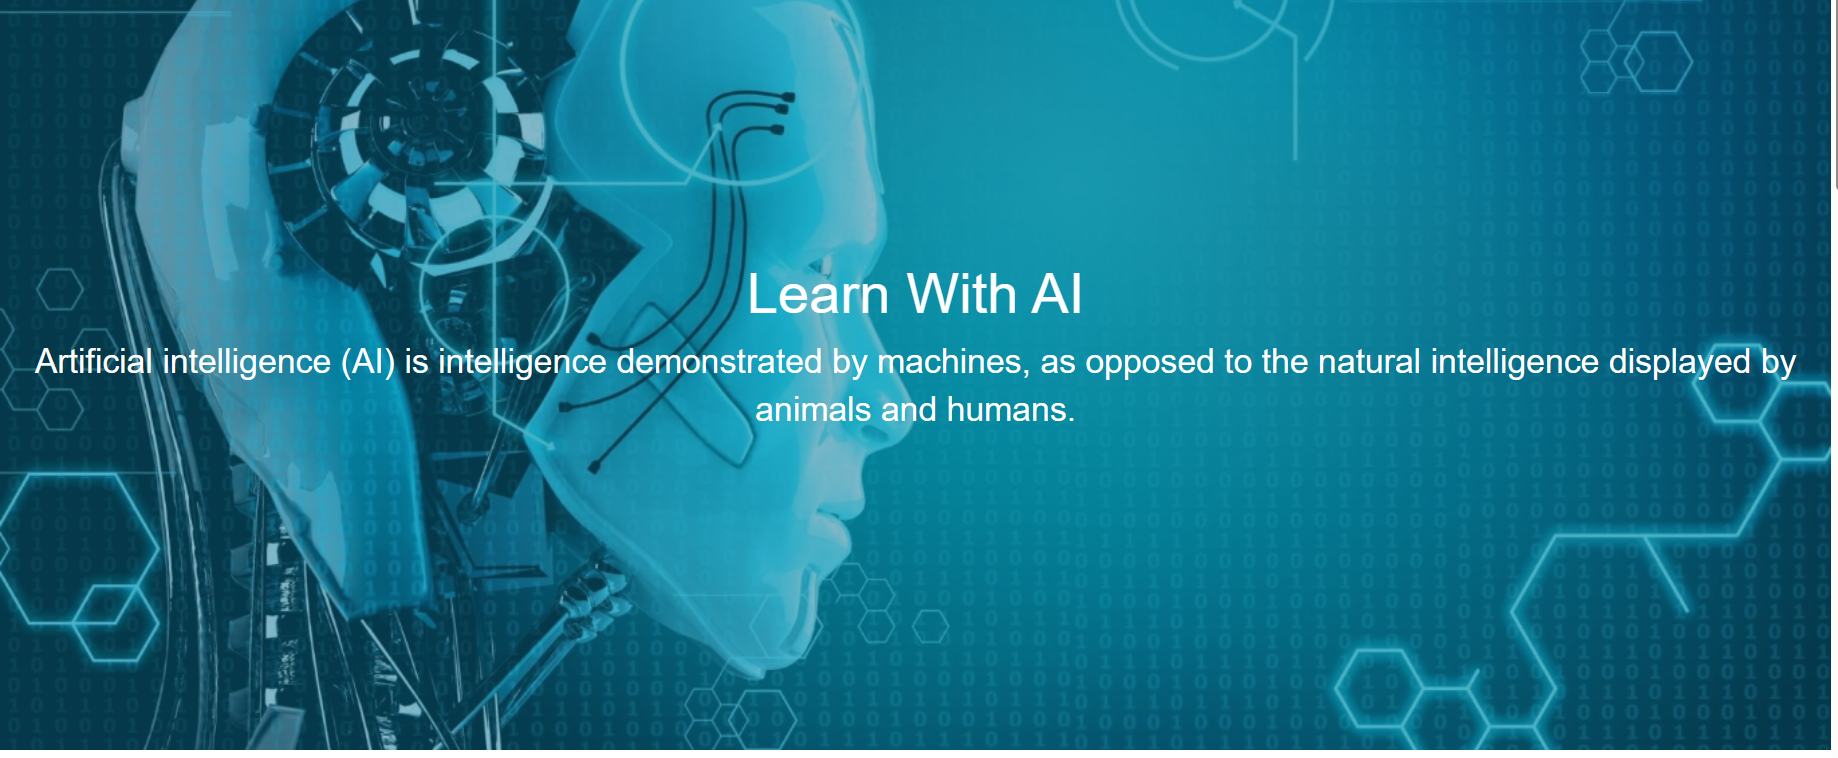 Learn With AI
Artificial intelligence (AI) is intelligence demonstrated by machines, as opposed to the natural intelligence displayed by
animals and humans.